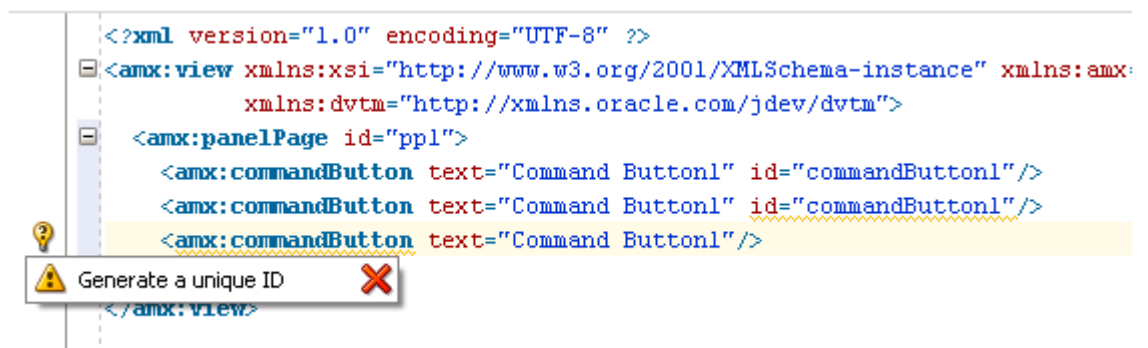 <?xml version="1.0" encoding="UTF-8" ?>
<amx:view xmlns:xsi="http://www.w3.org/2001/XMLSchema-instance" xmlns:amx
xmlns:dvtm="http://xmlns.oracle.com/jdev/dvtm">
<amx:panelPage id="pp1">
<amx:commandButton text="Command Button1" id="commandButton1"/>
<amx:commandButton text="Command Button1" id="commandButton1"/>
<amx:commandButton text="Command Button1"/>
Generate a unique ID
</amx:view>